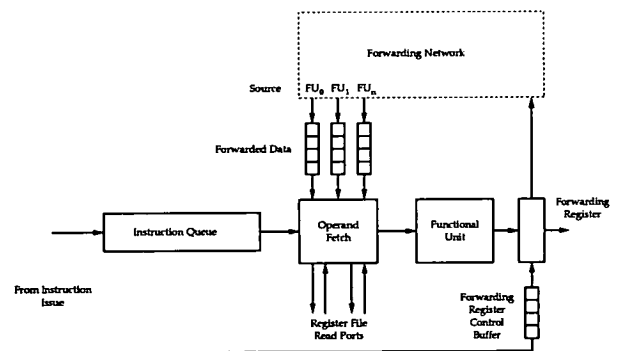 Forwarding Network
Source FU0 FU1 FUn
Forwarded Data
Instruction Queue
Operand
Fetch
Functional
Unit
Forwarding
Register
From Instruction
Issue
Register File
Read Ports
Forwarding
Register
Control
Buffer